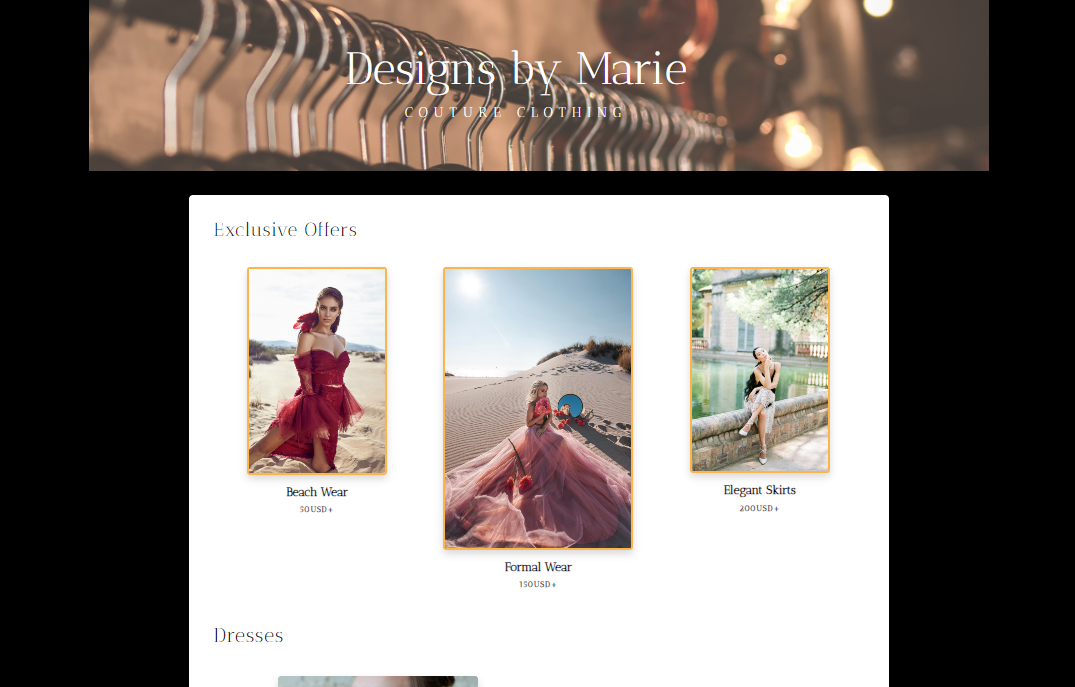 Designs by Marie
COUTURE CLOTHING
Exclusive Offers
Beach Wear
50USD+
Formal Wear
150USD+
Elegant Skirts
200USD+
Dresses